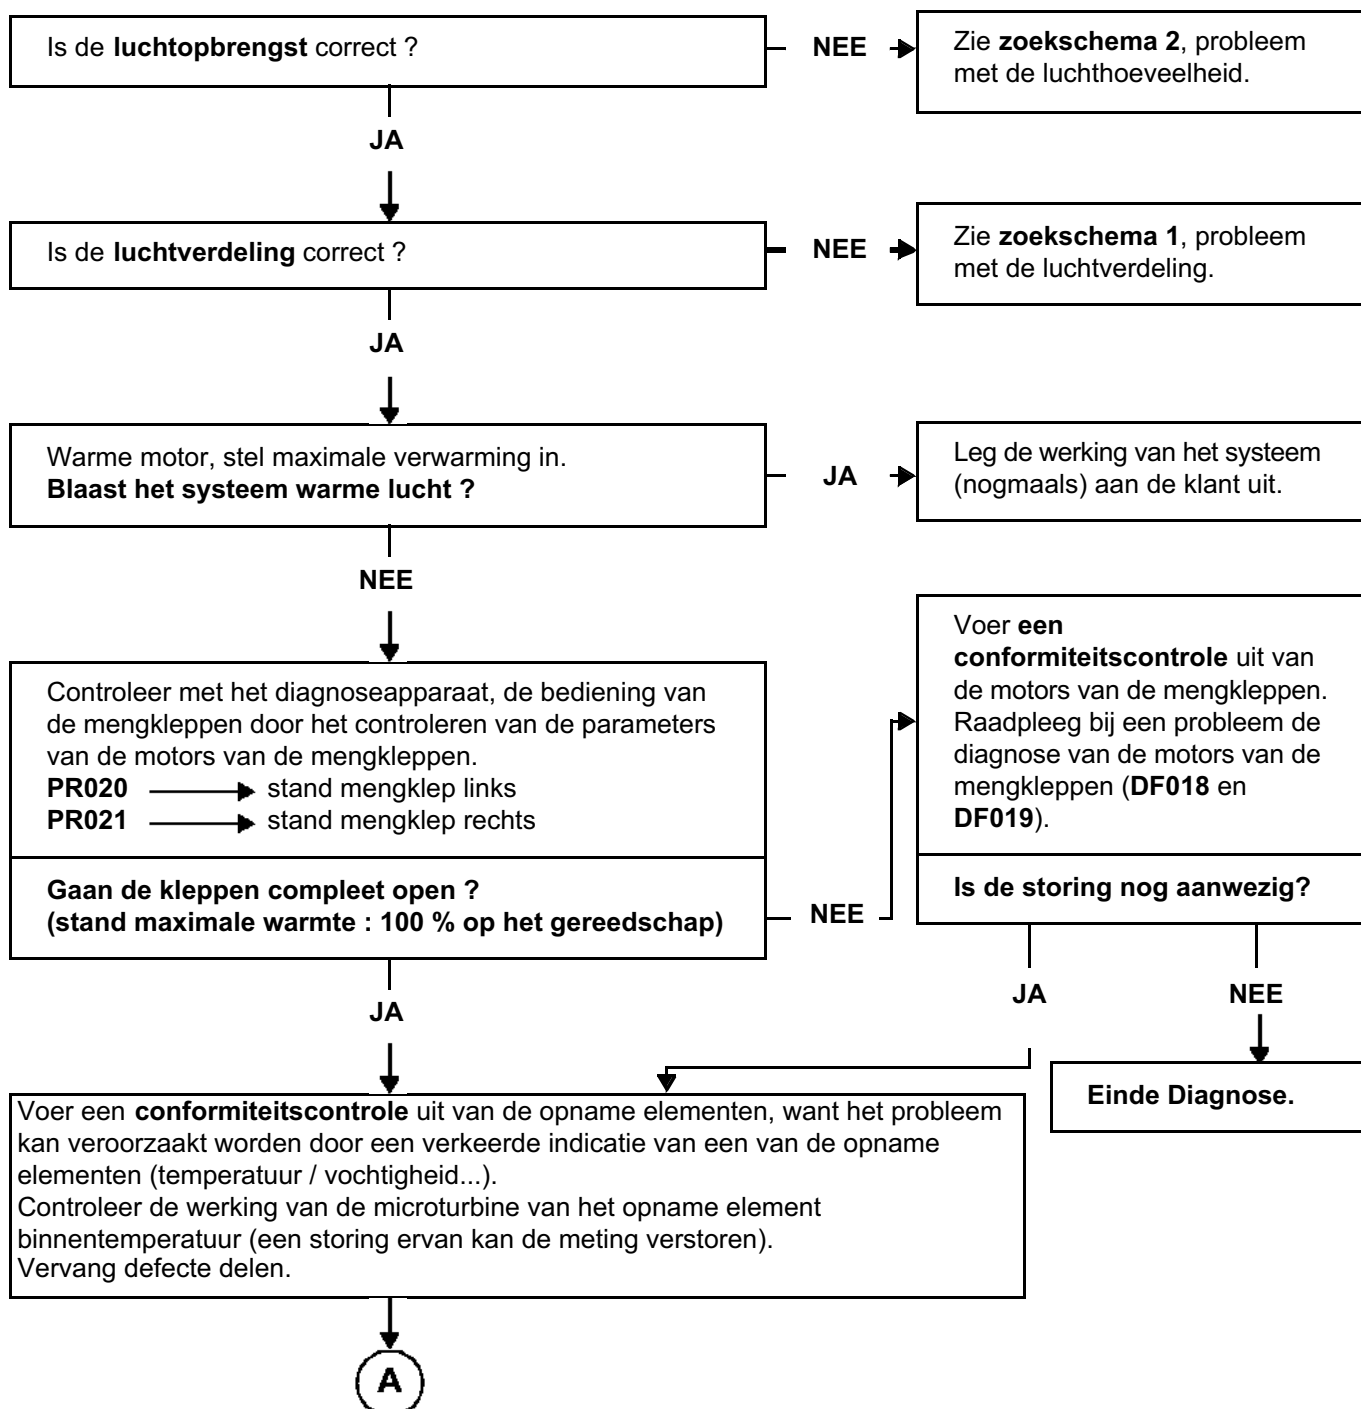 Is de luchtopbrengst correct ?
NEE
Zie zoekschema 2, probleem
met de luchthoeveelheid.
JA
Is de luchtverdeling correct ?
NEE
Zie zoekschema 1, probleem
met de luchtverdeling.
JA
Warme motor, stel maximale verwarming in.
Blaast het systeem warme lucht ?
JA
Leg de werking van het systeem
(nogmaals) aan de klant uit.
NEE
Controleer met het diagnoseapparaat, de bediening van
de mengkleppen door het controleren van de parameters
van de motors van de mengkleppen.
PR020 stand mengklep links
PR021 stand mengklep rechts
Gaan de kleppen compleet open ?
(stand maximale warmte : 100 % op het gereedschap)
NEE
Voer een
conformiteitscontrole uit van
de motors van de mengkleppen.
Raadpleeg bij een probleem de
diagnose van de motors van de
mengkleppen (DF018 en
DF019).
Is de storing nog aanwezig?
JA
NEE
Einde Diagnose.
JA
Voer een conformiteitscontrole uit van de opname elementen, want het probleem
kan veroorzaakt worden door een verkeerde indicatie van een van de opname
elementen (temperatuur / vochtigheid...).
Controleer de werking van de microturbine van het opname element
binnentemperatuur (een storing ervan kan de meting verstoren).
Vervang defecte delen.
A